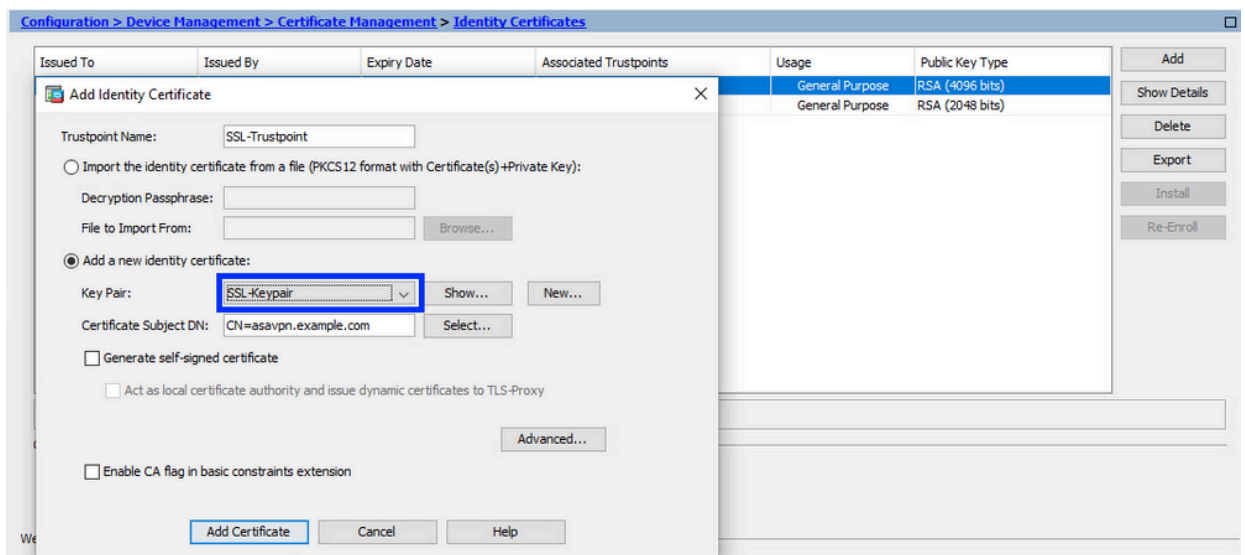 Configuration > Device Management > Certificate Management > Identity Certificates
Issued To Issued By Expiry Date Associated Trustpoints Usage Public Key Type
General Purpose RSA (4096 bits)
General Purpose RSA (2048 bits)
Add
Show Details
Delete
Export
Install
Re-Enroll
Add Identity Certificate
Trustpoint Name: SSL-Trustpoint
Import the identity certificate from a file (PKCS12 format with Certificate(s)+Private Key):
Decryption Passphrase:
File to Import From: Browse...
Add a new identity certificate:
Key Pair: SSL-Keypair Show... New...
Certificate Subject DN: CN=asavpn.example.com Select...
Generate self-signed certificate
Act as local certificate authority and issue dynamic certificates to TLS-Proxy
Advanced...
Enable CA flag in basic constraints extension
Add Certificate Cancel Help